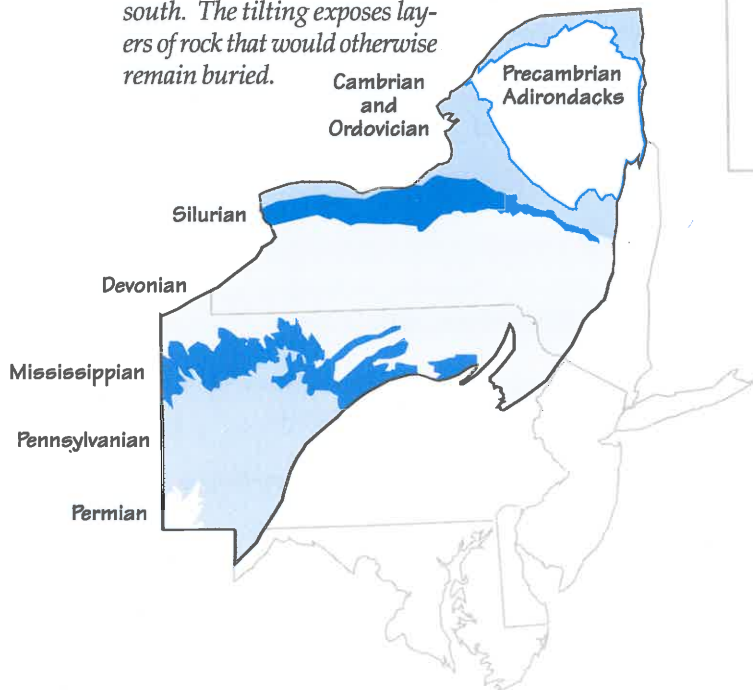 south.  The tilting exposes lay-
ers of rock that would otherwise
remain buried.
Cambrian
and
Ordovician
Precambrian
Adirondacks
Silurian
Devonian
Mississippian
Pennsylvanian
Permian